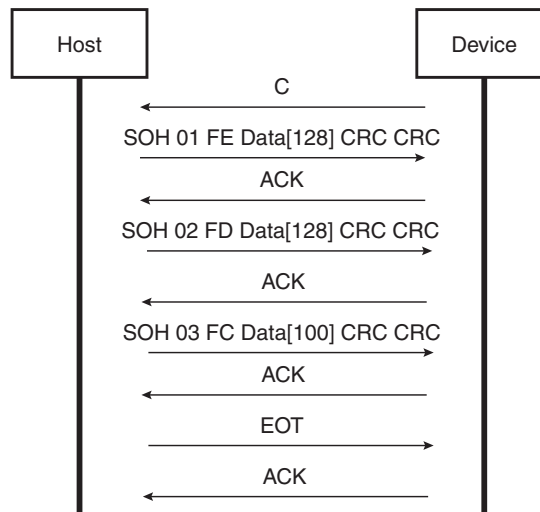 Host
Device
C
SOH 01 FE Data[128] CRC CRC
ACK
SOH 02 FD Data[128] CRC CRC
ACK
SOH 03 FC Data[100] CRC CRC
ACK
EOT
ACK